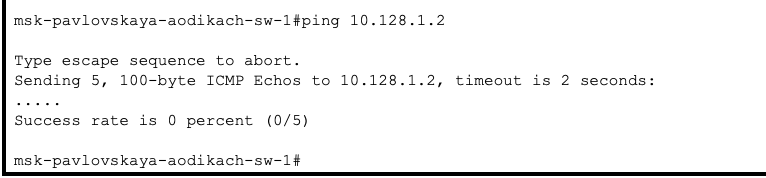 msk-pavlovskaya-aodikach-sw-1#ping 10.128.1.2
Type escape sequence to abort.
Sending 5, 100-byte ICMP Echos to 10.128.1.2, timeout is 2 seconds:
.....
Success rate is 0 percent (0/5)
msk-pavlovskaya-aodikach-sw-1#